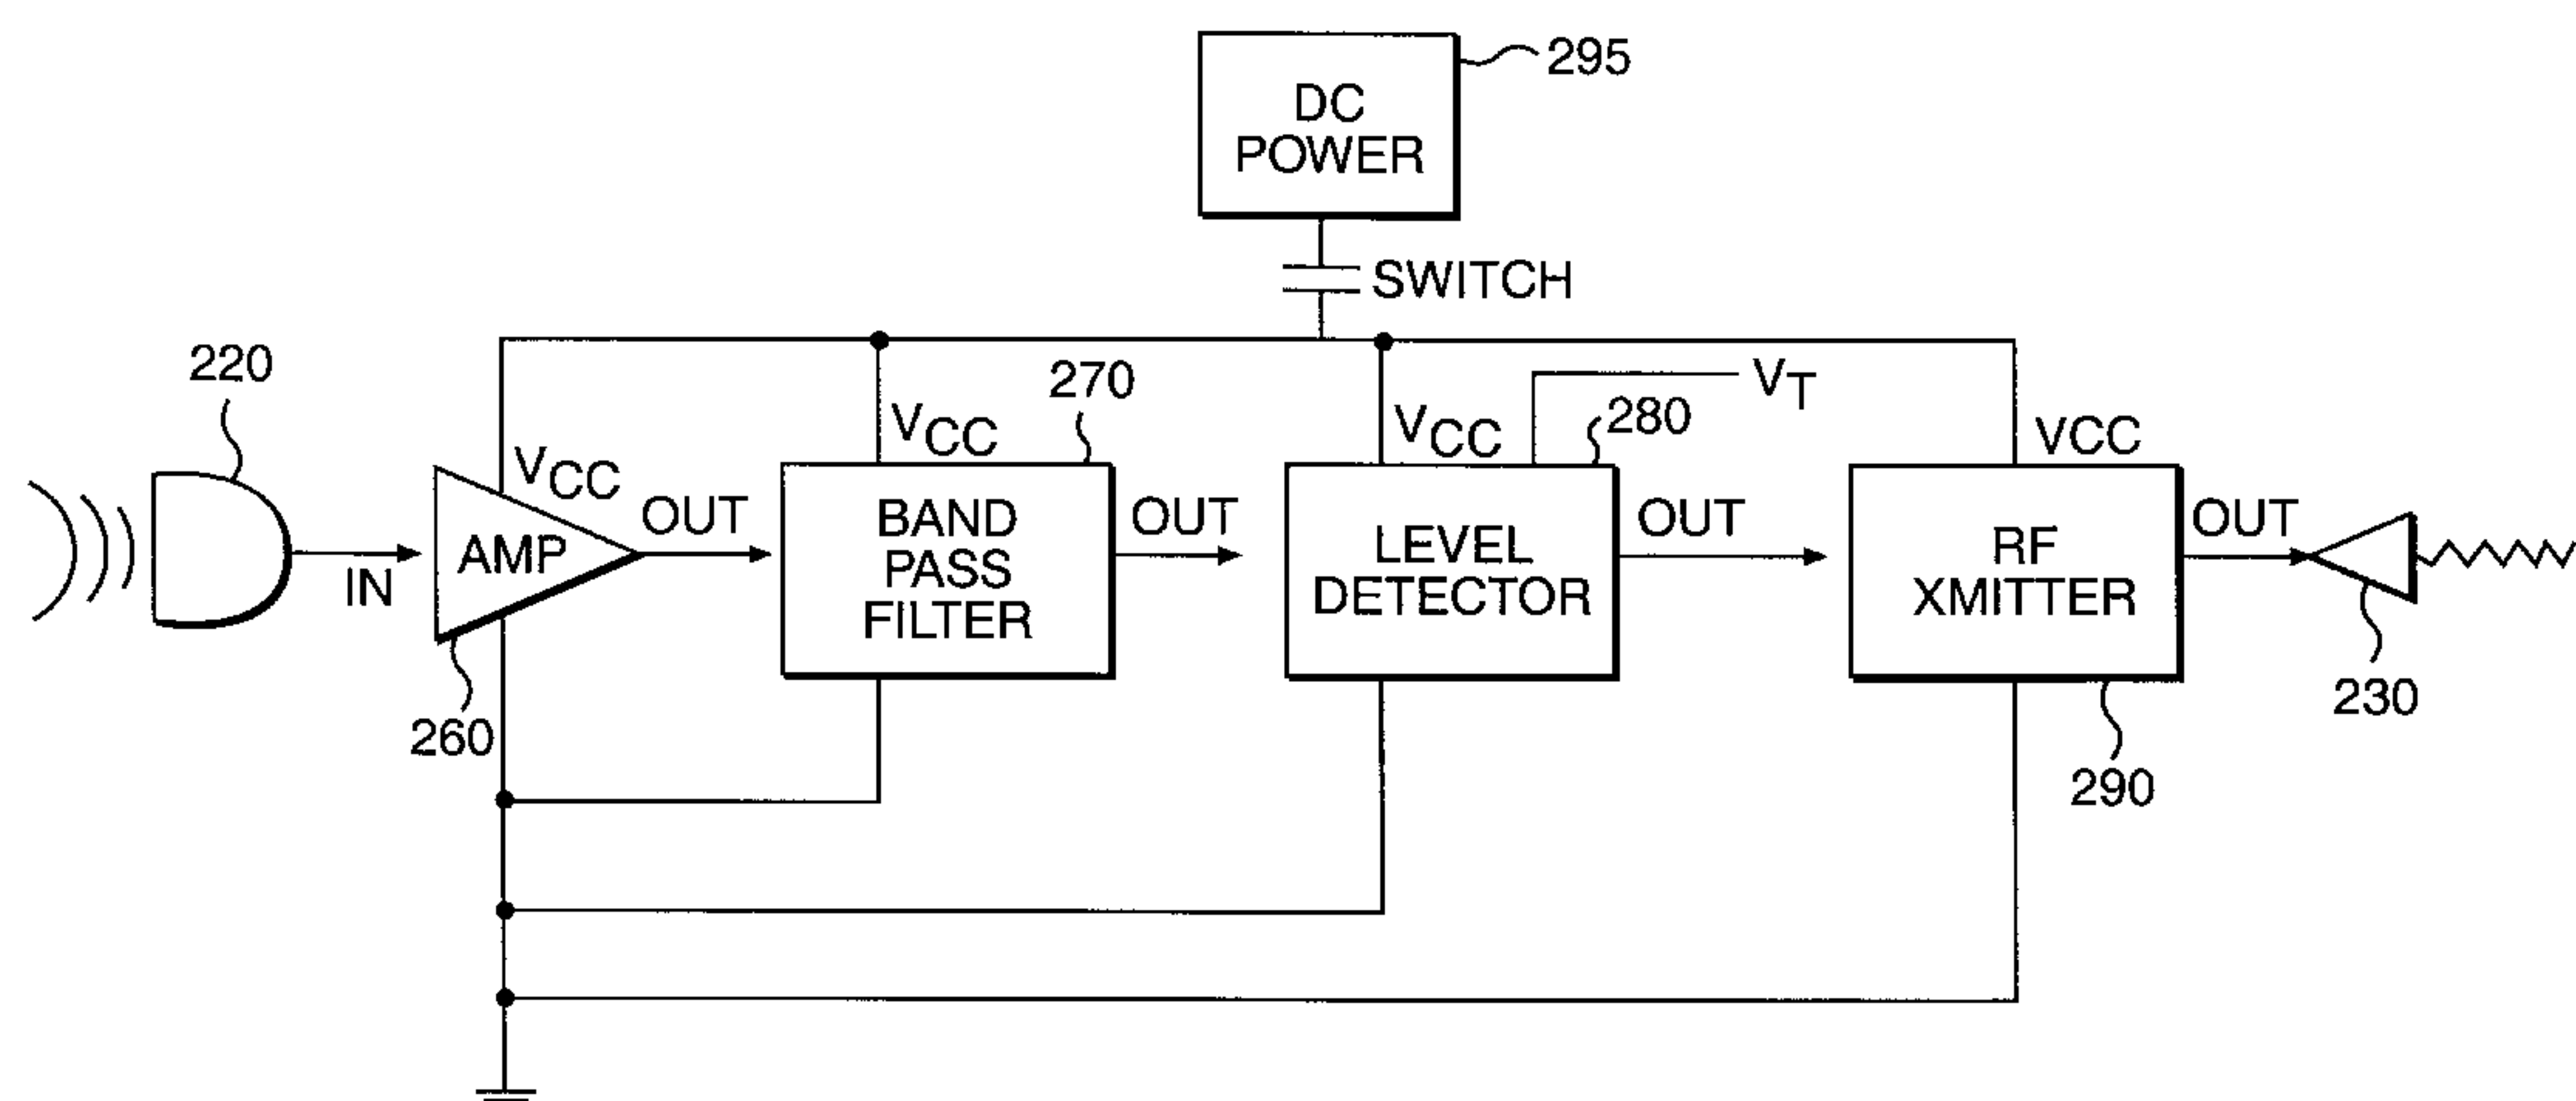 DC
POWER
295
SWITCH
220
270
VT
280
VCC
VCC
VCC
VCC
IN
AMP
OUT
BAND
PASS
FILTER
OUT
LEVEL
DETECTOR
OUT
RF
XMITTER
OUT
260
230
290